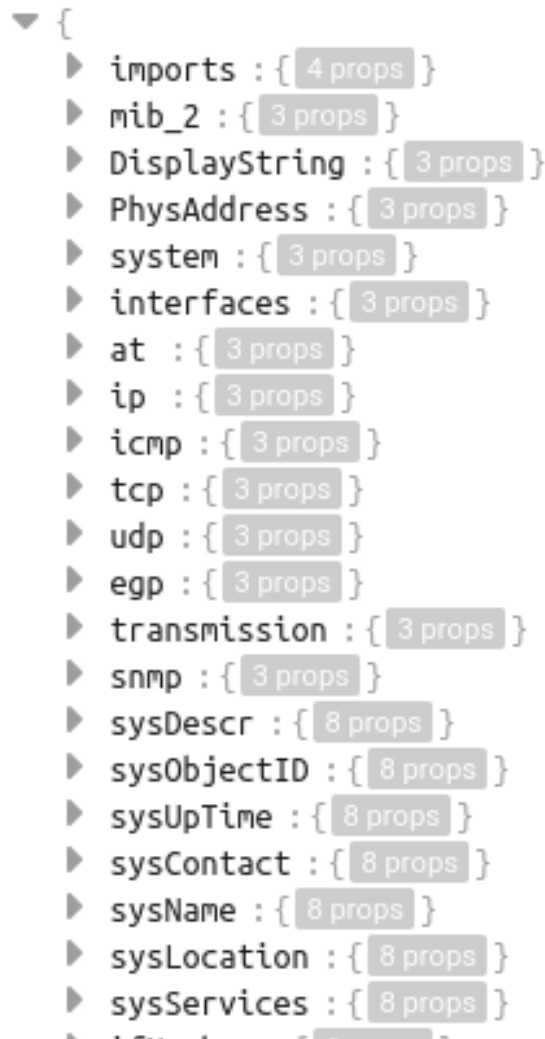 {
imports : { 4 props }
mib_2 : { 3 props }
DisplayString : { 3 props }
PhysAddress : { 3 props }
system : { 3 props }
interfaces : { 3 props }
at : { 3 props }
ip : { 3 props }
icmp : { 3 props }
tcp : { 3 props }
udp : { 3 props }
egp : { 3 props }
transmission : { 3 props }
snmp : { 3 props }
sysDescr : { 8 props }
sysObjectID : { 8 props }
sysUpTime : { 8 props }
sysContact : { 8 props }
sysName : { 8 props }
sysLocation : { 8 props }
sysServices : { 8 props }